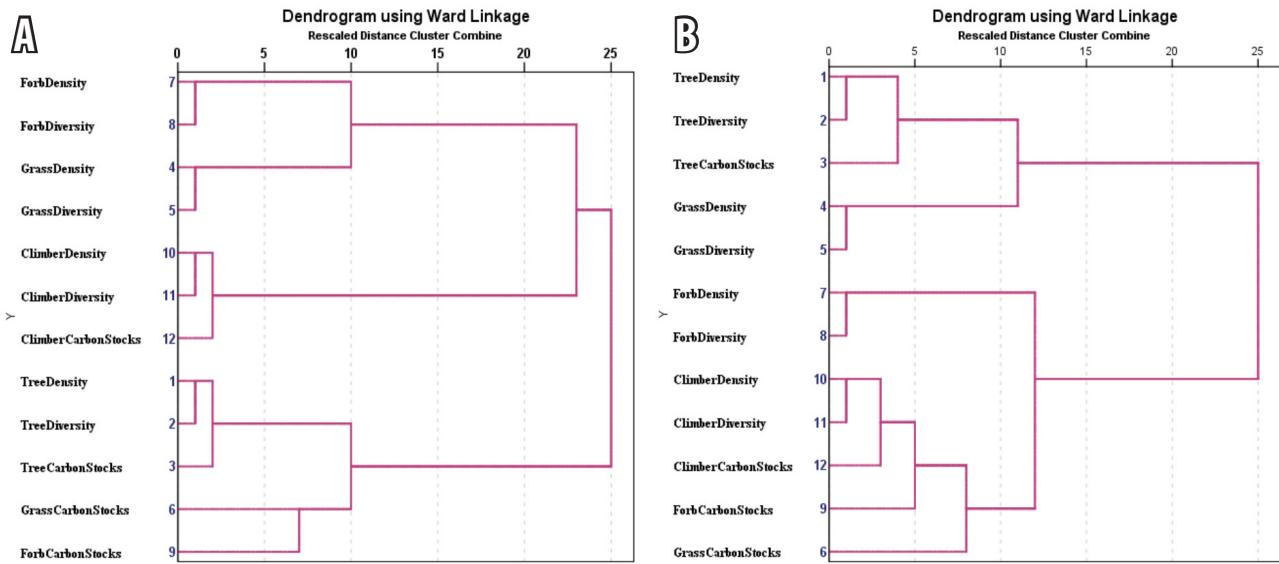 A
Dendrogram using Ward Linkage
Rescaled Distance Cluster Combine
0 5 10 15 20 25
ForbDensity 7
ForbDiversity 8
GrassDensity 4
GrassDiversity 5
ClimberDensity 10
ClimberDiversity 11
ClimberCarbonStocks 12
TreeDensity 1
TreeDiversity 2
TreeCarbonStocks 3
GrassCarbonStocks 6
ForbCarbonStocks 9
Y
B
Dendrogram using Ward Linkage
Rescaled Distance Cluster Combine
0 5 10 15 20 25
TreeDensity 1
TreeDiversity 2
TreeCarbonStocks 3
GrassDensity 4
GrassDiversity 5
ForbDensity 7
ForbDiversity 8
ClimberDensity 10
ClimberDiversity 11
ClimberCarbonStocks 12
ForbCarbonStocks 9
GrassCarbonStocks 6
Y